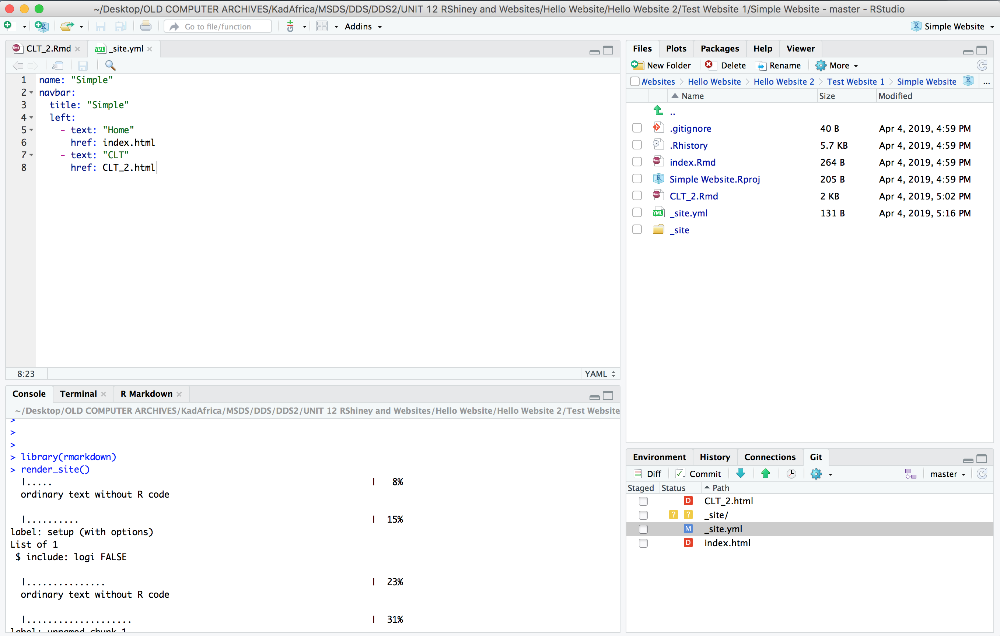 ~/Desktop/OLD COMPUTER ARCHIVES/KadAfrica/MSDS/DDS/DDS2/UNIT 12 RShiney and Websites/Hello Website/Hello Website 2/Test Website 1/Simple Website - master - RStudio
Go to file/function
Addins
Simple Website
CLT_2.Rmd
_site.yml
1 name: "Simple"
2 navbar:
3   title: "Simple"
4   left:
5     - text: "Home"
6       href: index.html
7     - text: "CLT"
8       href: CLT_2.html
8:23
YAML
Console Terminal R Markdown
~/Desktop/OLD COMPUTER ARCHIVES/KadAfrica/MSDS/DDS/DDS2/UNIT 12 RShiney and Websites/Hello Website/Hello Website 2/Test Website
>
>
>
> library(rmarkdown)
> render_site()
  |.....                                                                |   8%
  ordinary text without R code
  |..........                                                           |  15%
label: setup (with options)
List of 1
 $ include: logi FALSE
  |...............                                                      |  23%
  ordinary text without R code
  |....................                                                 |  31%
label: unnamed-chunk-1
Files Plots Packages Help Viewer
New Folder Delete Rename More
Websites Hello Website Hello Website 2 Test Website 1 Simple Website ...
Name Size Modified
..
.gitignore 40 B Apr 4, 2019, 4:59 PM
.Rhistory 5.7 KB Apr 4, 2019, 4:59 PM
index.Rmd 264 B Apr 4, 2019, 4:59 PM
Simple Website.Rproj 205 B Apr 4, 2019, 4:59 PM
CLT_2.Rmd 2 KB Apr 4, 2019, 5:02 PM
_site.yml 131 B Apr 4, 2019, 5:16 PM
_site
Environment History Connections Git
Diff Commit master
Staged Status Path
D CLT_2.html
? ? _site/
M _site.yml
D index.html